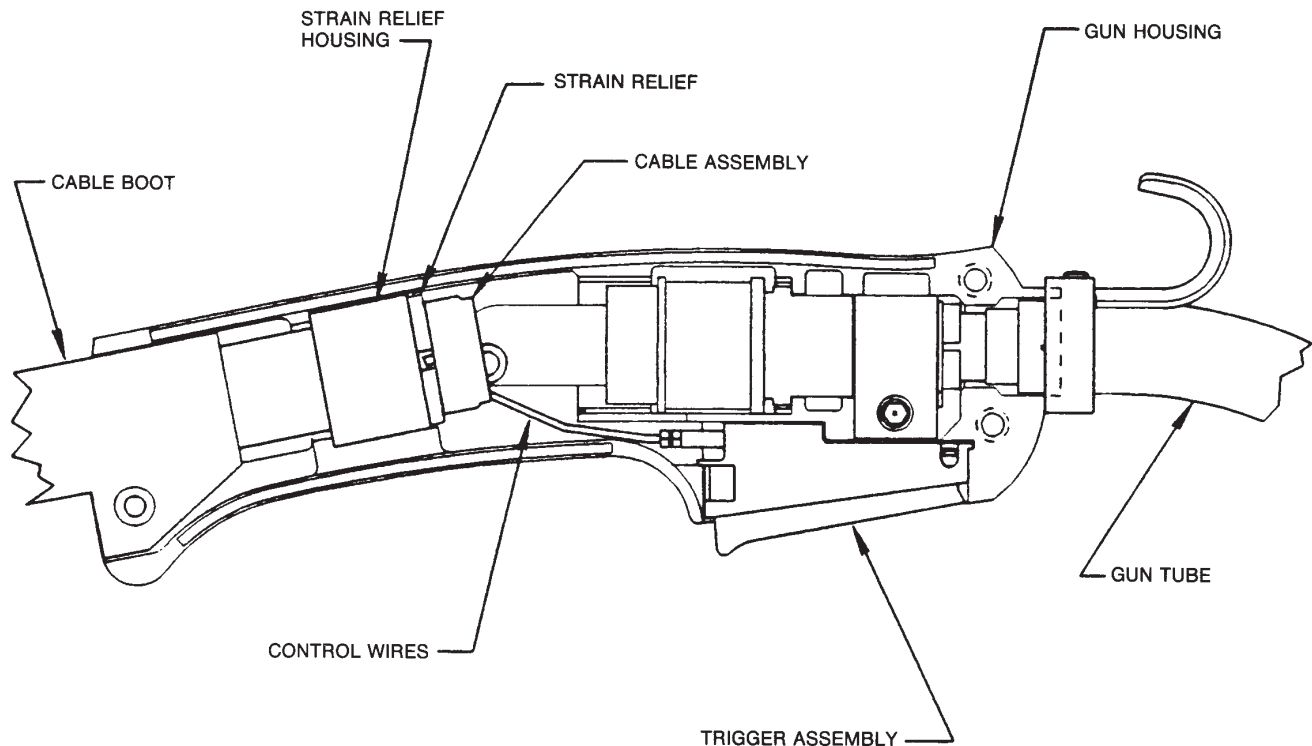 STRAIN RELIEF
HOUSING
GUN HOUSING
STRAIN RELIEF
CABLE ASSEMBLY
CABLE BOOT
GUN TUBE
CONTROL WIRES
TRIGGER ASSEMBLY